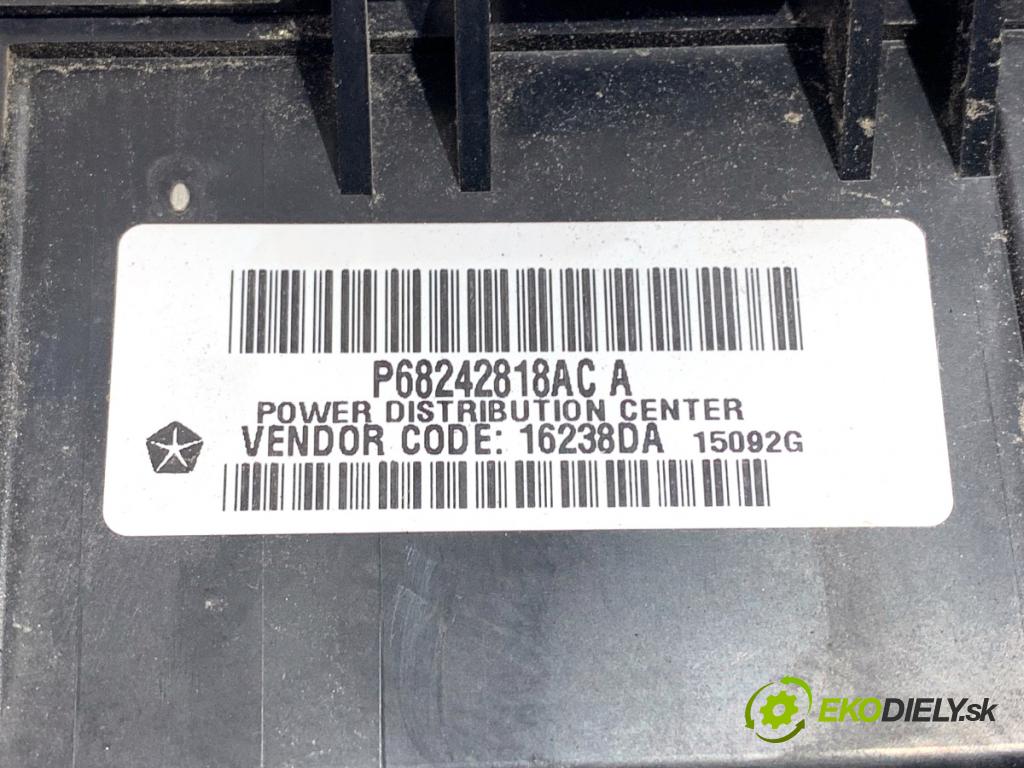 P68242818AC A
POWER DISTRIBUTION CENTER
VENDOR CODE: 16238DA 15092G
EKODIELY.sk